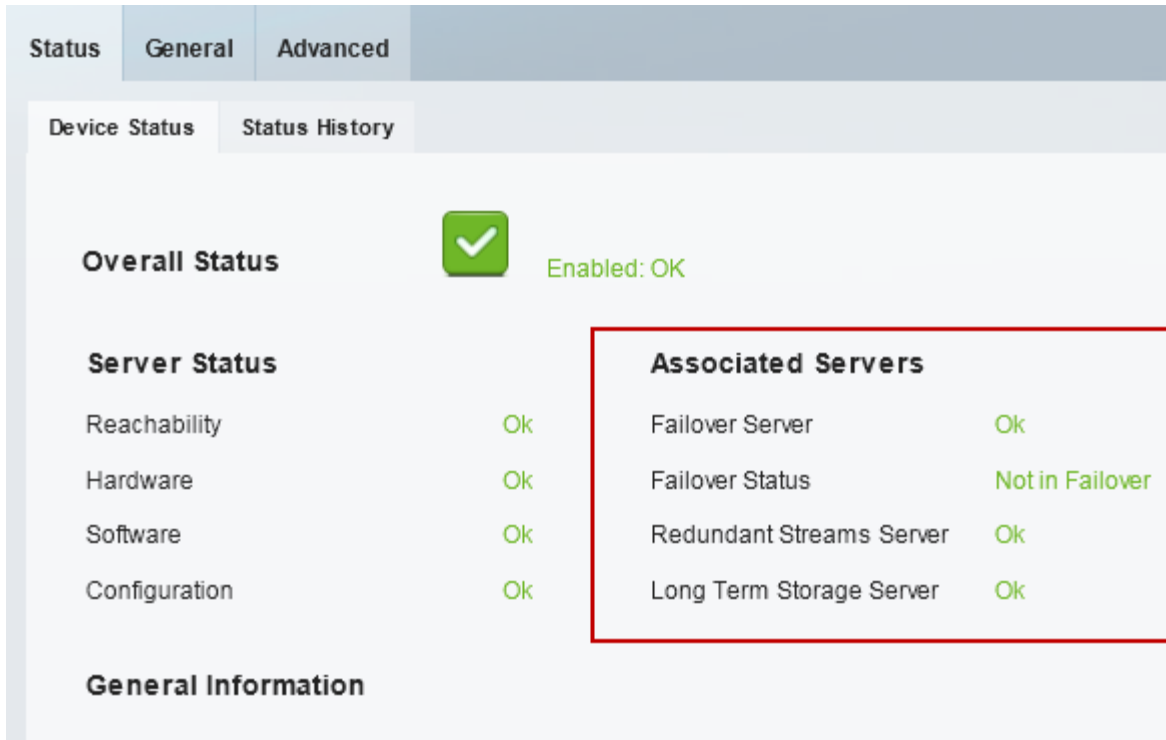 Status General Advanced
Device Status Status History
Overall Status Enabled: OK
Server Status
Reachability Ok
Hardware Ok
Software Ok
Configuration Ok
Associated Servers
Failover Server Ok
Failover Status Not in Failover
Redundant Streams Server Ok
Long Term Storage Server Ok
General Information